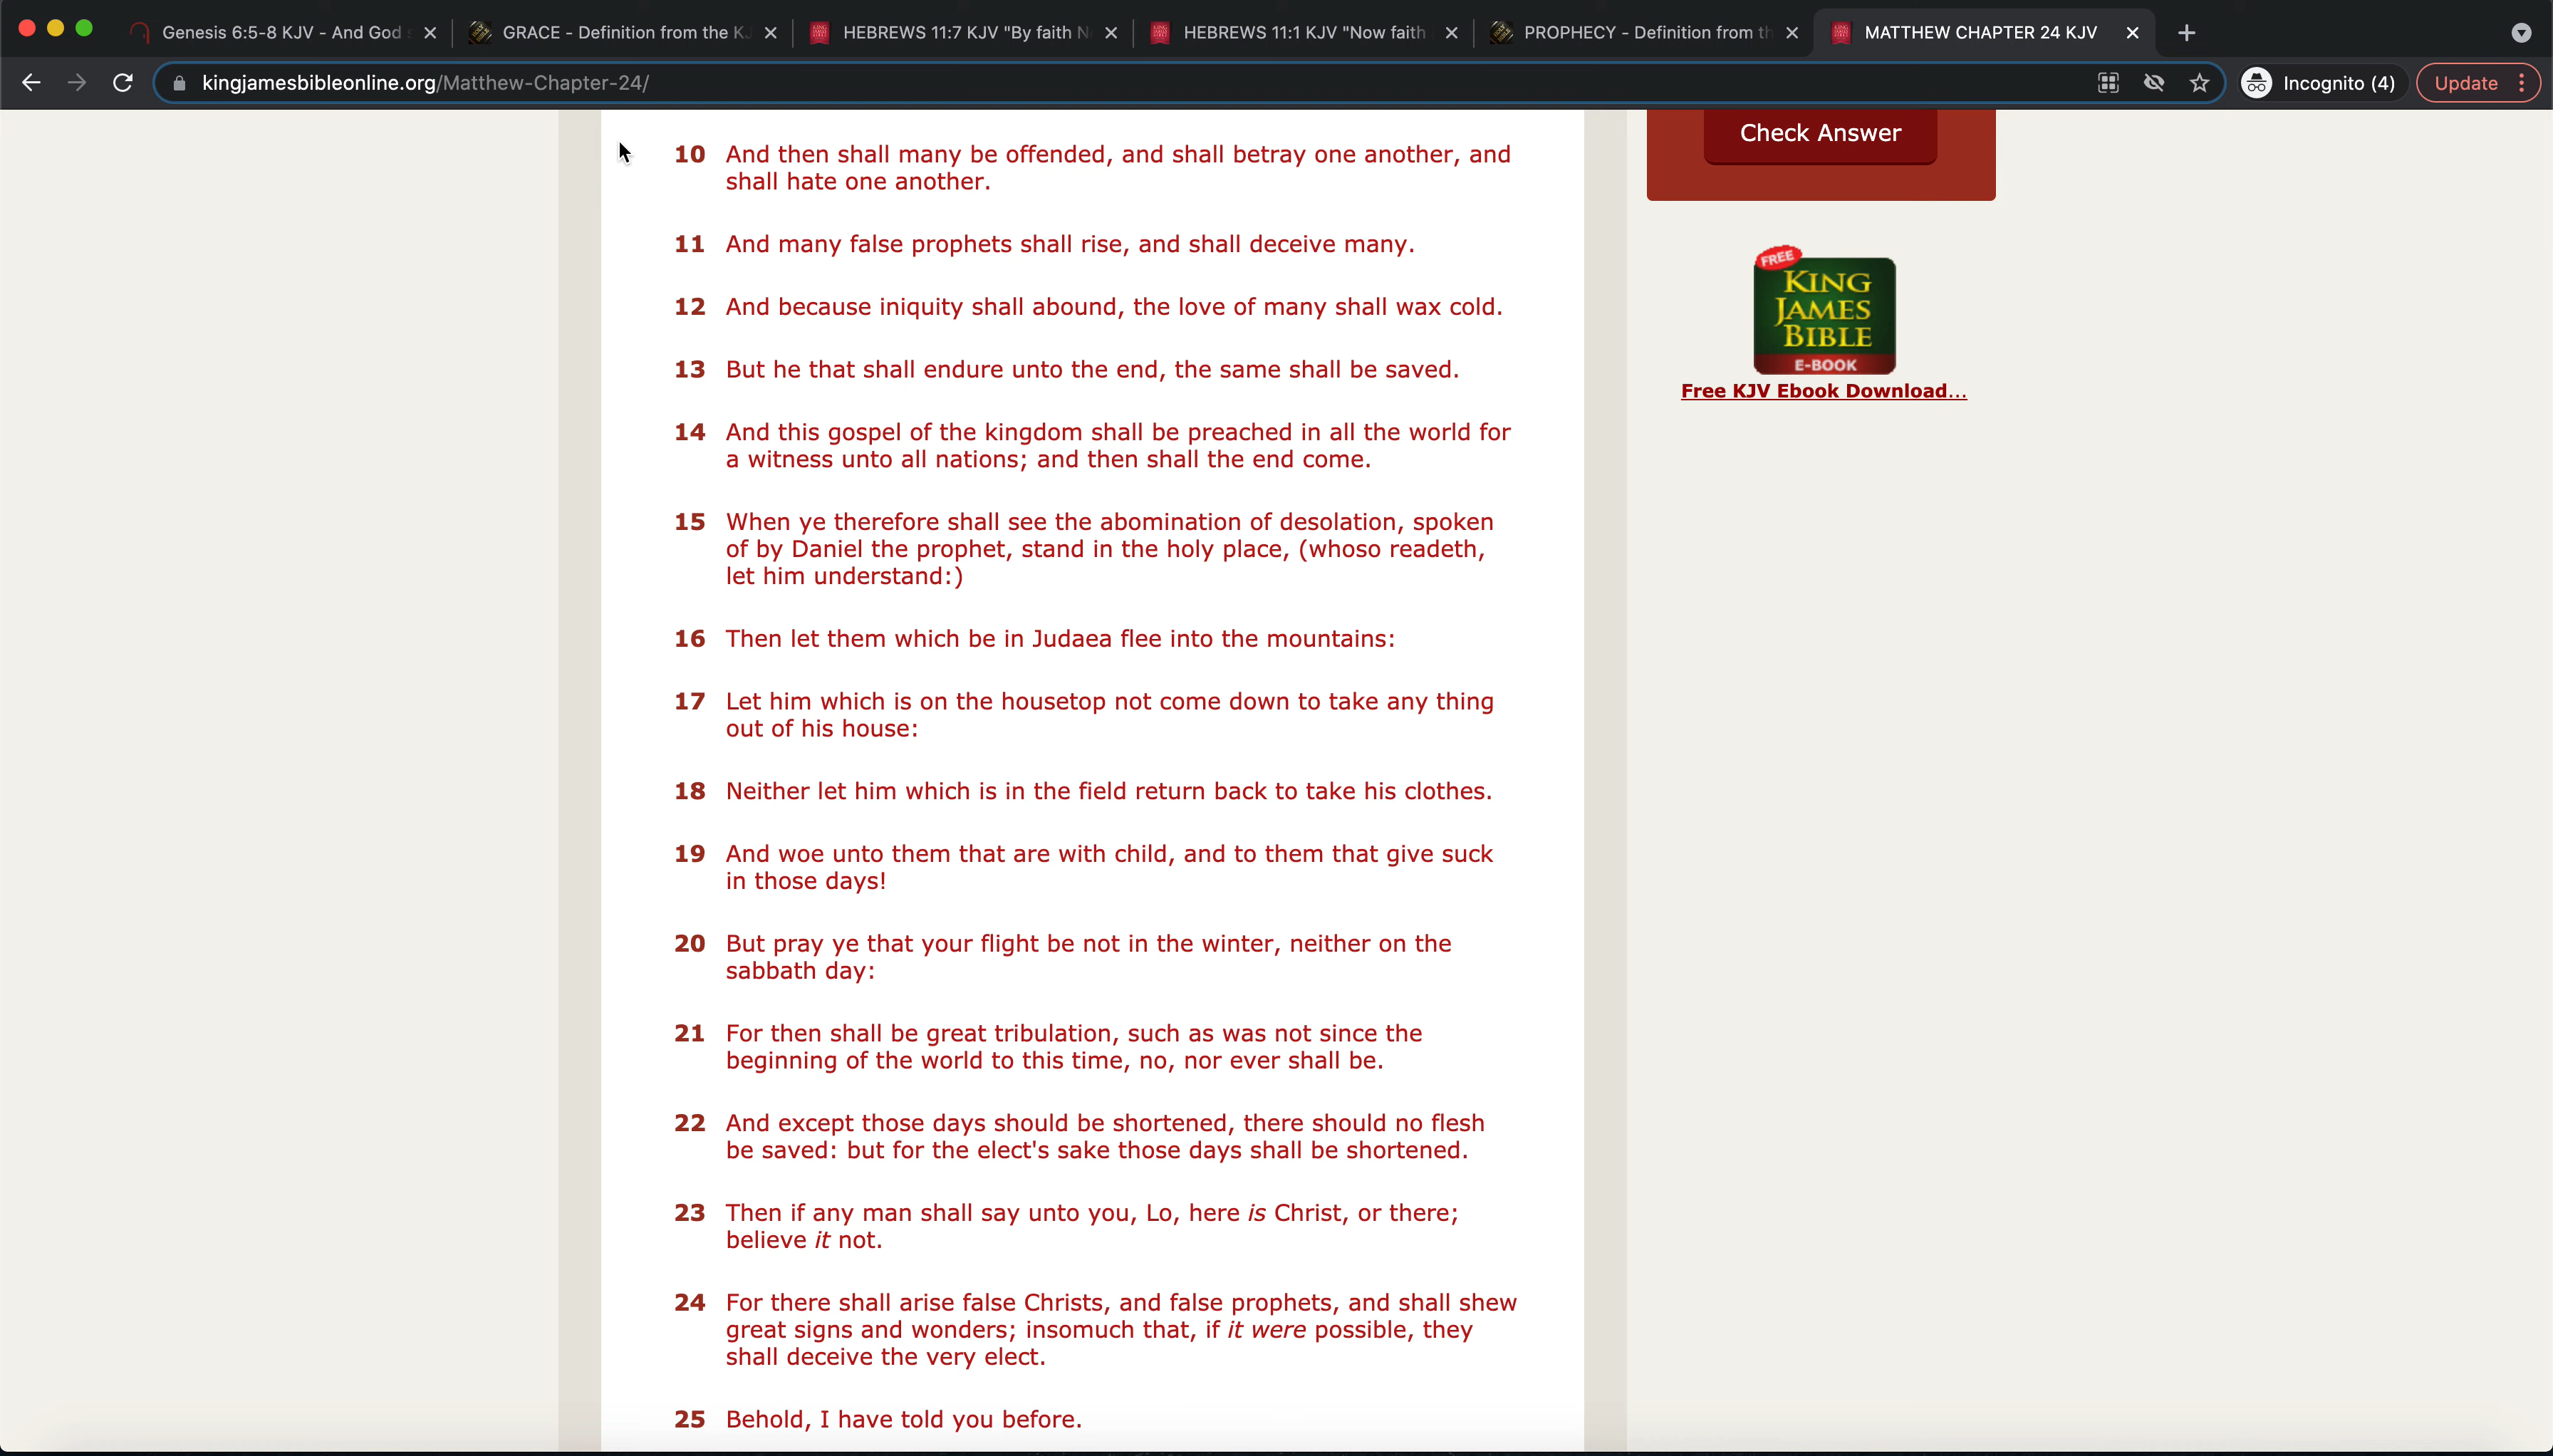 Genesis 6:5-8 KJV - And God
GRACE - Definition from the K
HEBREWS 11:7 KJV "By faith N
HEBREWS 11:1 KJV "Now faith
PROPHECY - Definition from th
MATTHEW CHAPTER 24 KJV
kingjamesbibleonline.org/Matthew-Chapter-24/
Incognito (4)
Update
10 And then shall many be offended, and shall betray one another, and
shall hate one another.
11 And many false prophets shall rise, and shall deceive many.
12 And because iniquity shall abound, the love of many shall wax cold.
13 But he that shall endure unto the end, the same shall be saved.
14 And this gospel of the kingdom shall be preached in all the world for
a witness unto all nations; and then shall the end come.
15 When ye therefore shall see the abomination of desolation, spoken
of by Daniel the prophet, stand in the holy place, (whoso readeth,
let him understand:)
16 Then let them which be in Judaea flee into the mountains:
17 Let him which is on the housetop not come down to take any thing
out of his house:
18 Neither let him which is in the field return back to take his clothes.
19 And woe unto them that are with child, and to them that give suck
in those days!
20 But pray ye that your flight be not in the winter, neither on the
sabbath day:
21 For then shall be great tribulation, such as was not since the
beginning of the world to this time, no, nor ever shall be.
22 And except those days should be shortened, there should no flesh
be saved: but for the elect's sake those days shall be shortened.
23 Then if any man shall say unto you, Lo, here is Christ, or there;
believe it not.
24 For there shall arise false Christs, and false prophets, and shall shew
great signs and wonders; insomuch that, if it were possible, they
shall deceive the very elect.
25 Behold, I have told you before.
Check Answer
FREE
KING
JAMES
BIBLE
E-BOOK
Free KJV Ebook Download...